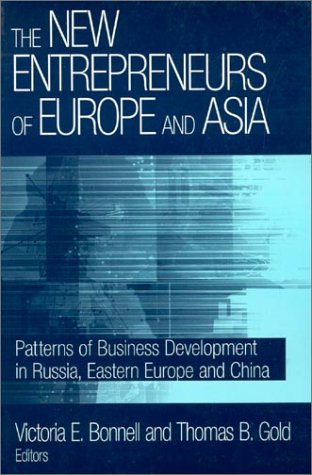 THE NEW
ENTREPRENEURS
OF EUROPE AND ASIA
Patterns of Business Development
in Russia, Eastern Europe and China
Victoria E. Bonnell and Thomas B. Gold
Editors